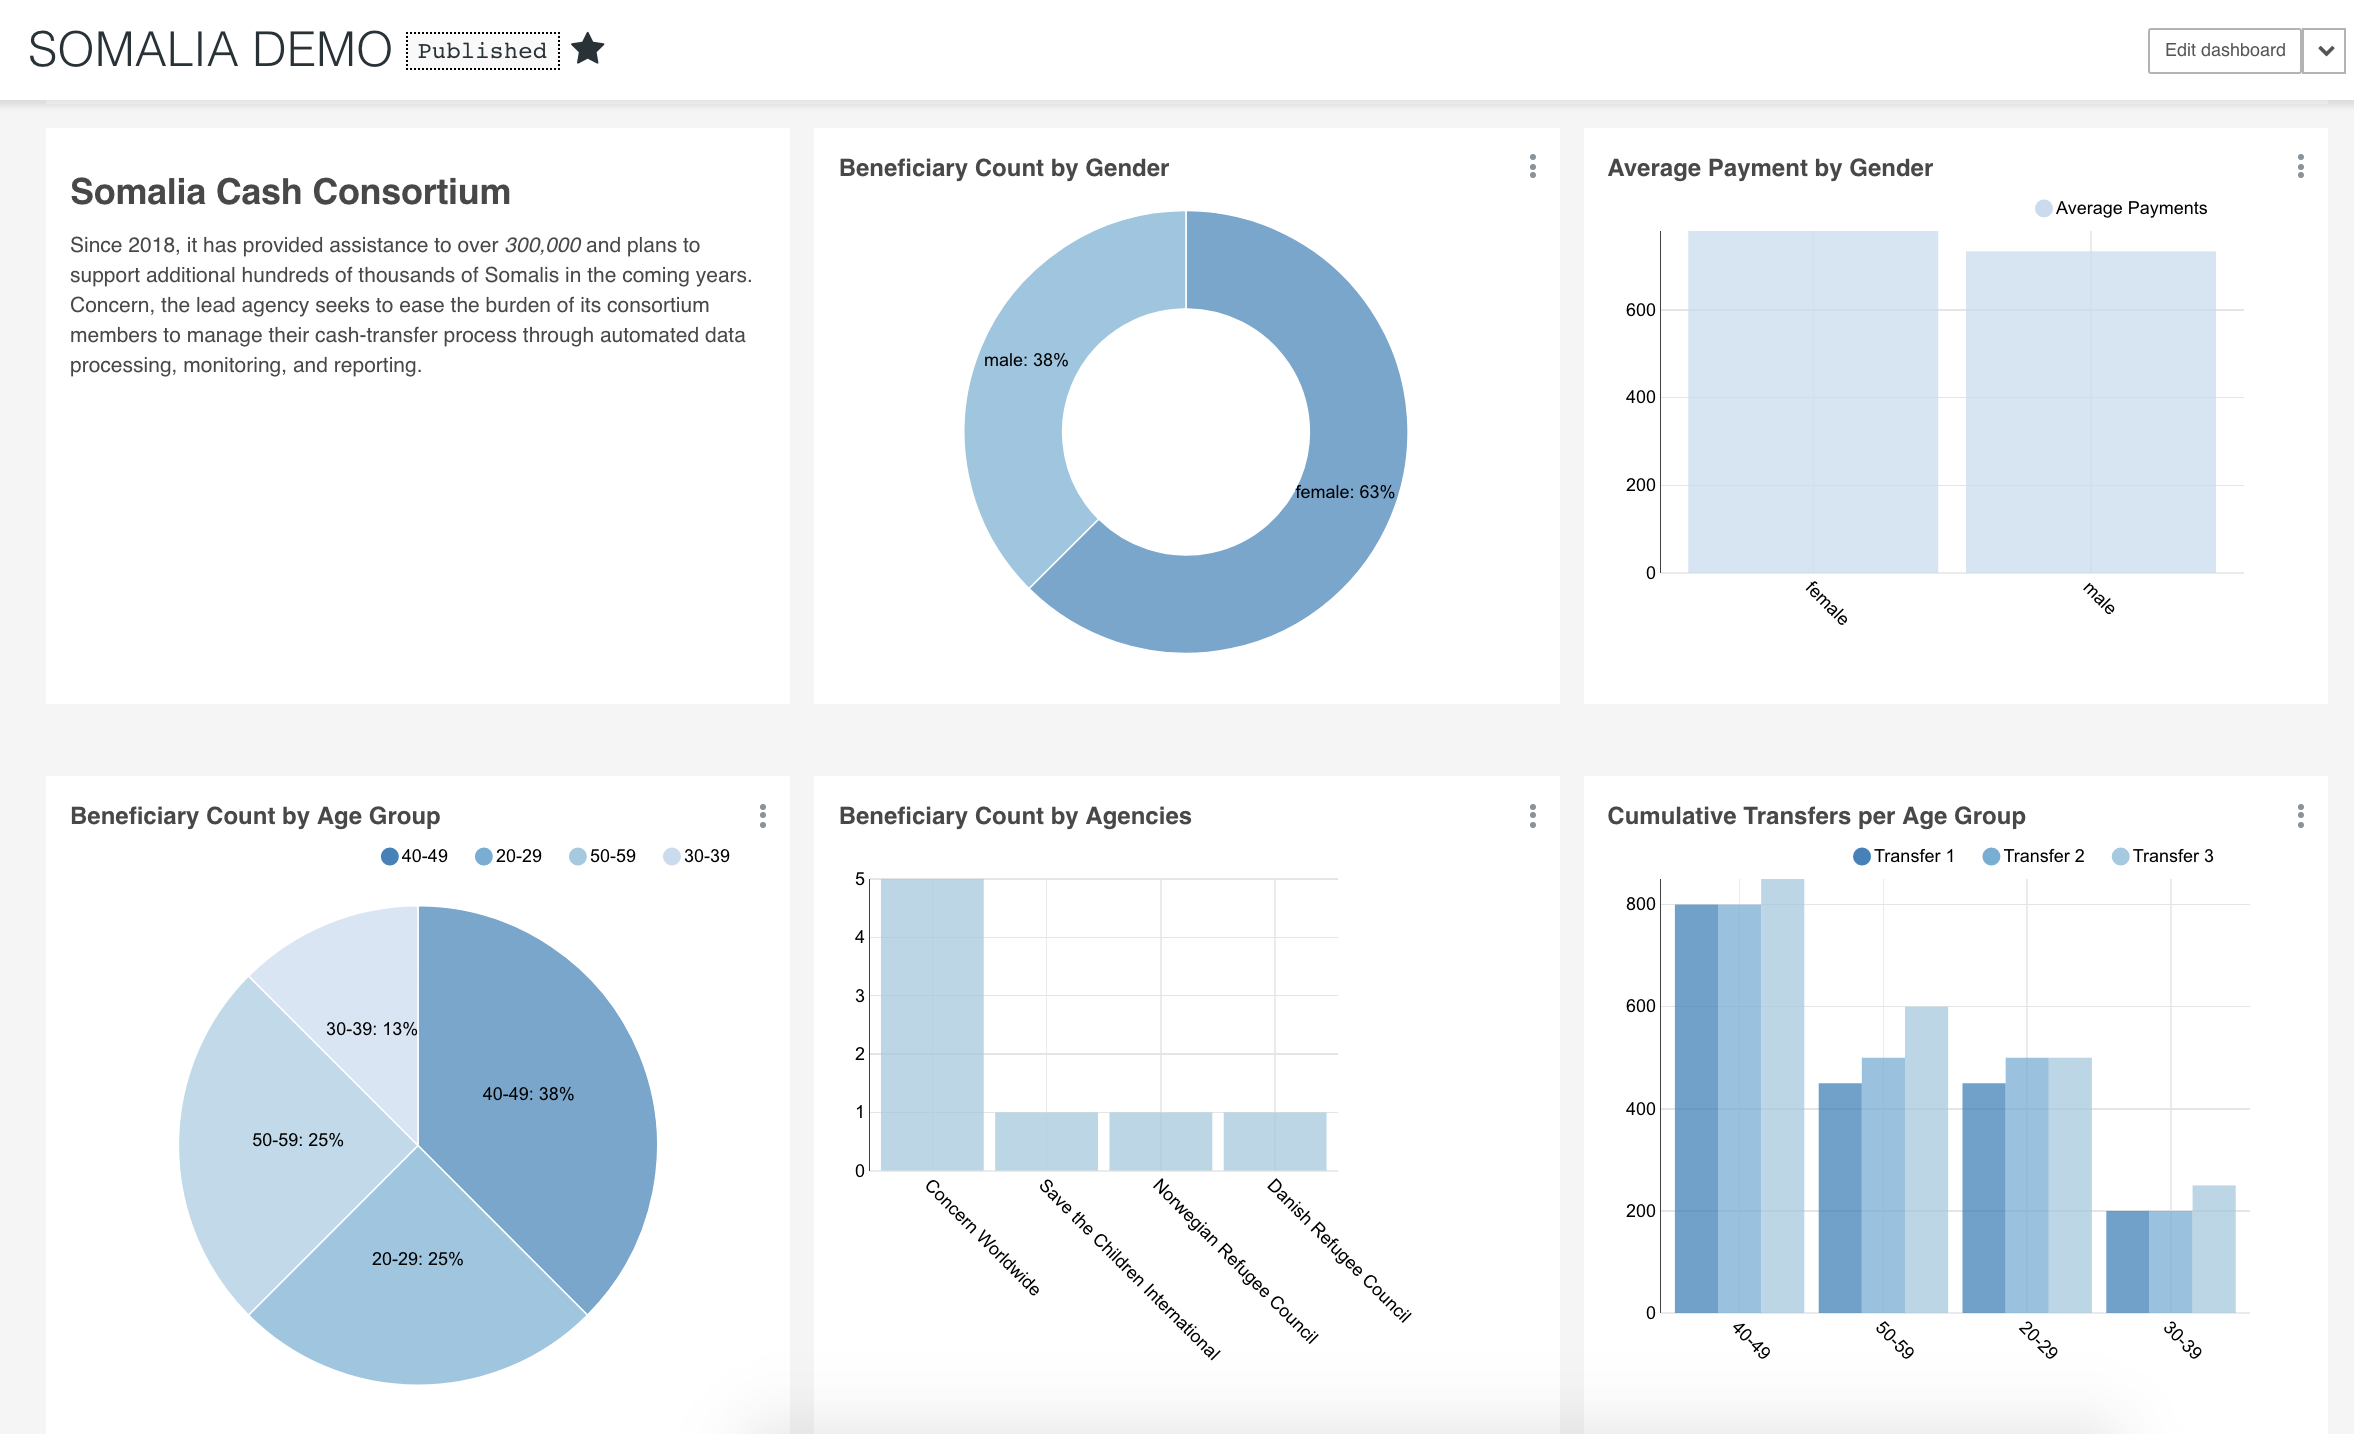 SOMALIA DEMO Published
Edit dashboard
Somalia Cash Consortium
Since 2018, it has provided assistance to over 300,000 and plans to
support additional hundreds of thousands of Somalis in the coming years.
Concern, the lead agency seeks to ease the burden of its consortium
members to manage their cash-transfer process through automated data
processing, monitoring, and reporting.
Beneficiary Count by Gender
male: 38%
female: 63%
Average Payment by Gender
Average Payments
600
400
200
0
female
male
Beneficiary Count by Age Group
40-49 20-29 50-59 30-39
30-39: 13%
40-49: 38%
50-59: 25%
20-29: 25%
Beneficiary Count by Agencies
5
4
3
2
1
0
Concern Worldwide
Save the Children International
Norwegian Refugee Council
Danish Refugee Council
Cumulative Transfers per Age Group
Transfer 1 Transfer 2 Transfer 3
800
600
400
200
0
40-49
50-59
20-29
30-39